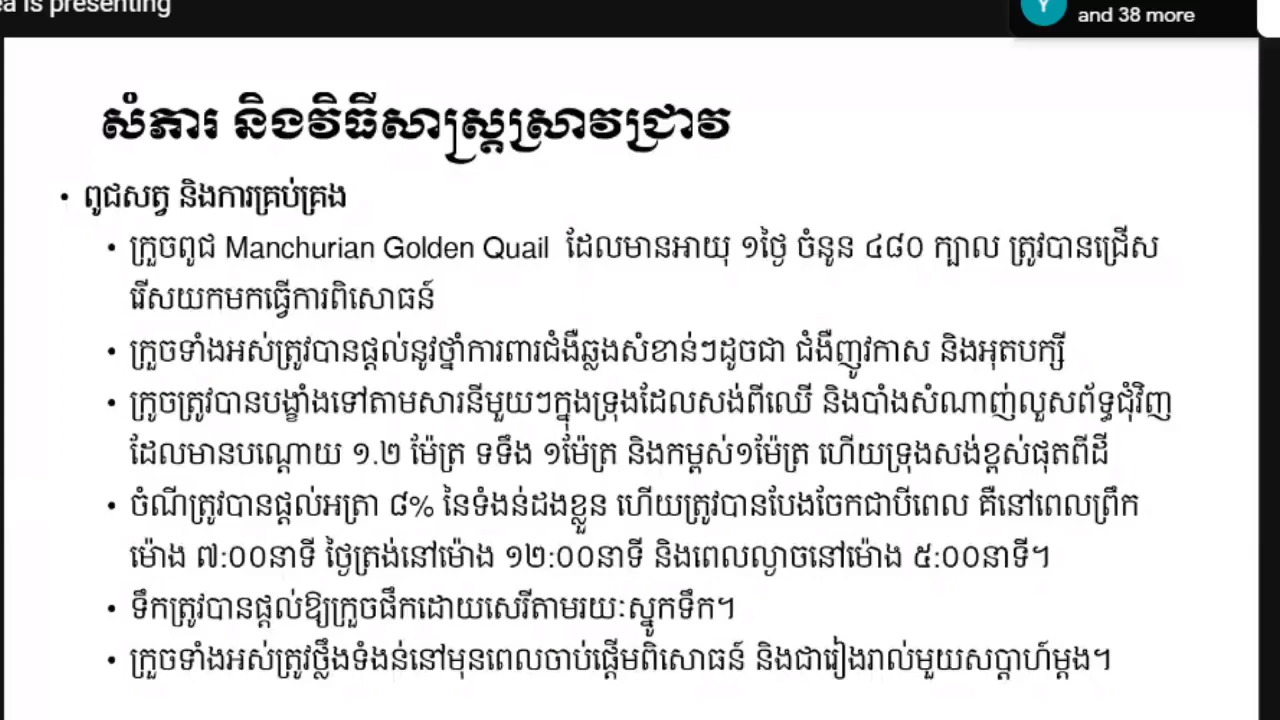 is presenting
and 38 more
Y
សំភារ និងវិធីសាស្ត្រស្រាវជ្រាវ
• ពូជសត្វ និងការគ្រប់គ្រង
• ក្រួចពូជ Manchurian Golden Quail ដែលមានអាយុ ១ថ្ងៃ ចំនួន ៤៨០ ក្បាល ត្រូវបានជ្រើស
រើសយកមកធ្វើការពិសោធន៍
• ក្រួចទាំងអស់ត្រូវបានផ្តល់នូវថ្នាំការពារជំងឺឆ្លងសំខាន់ៗដូចជា ជំងឺញូវកាស និងអុតបក្សី
• ក្រូចត្រូវបានបង្ខាំងទៅតាមសារនីមួយៗក្នុងទ្រុងដែលសង់ពីឈើ និងបាំងសំណាញ់លួសព័ទ្ធជុំវិញ
ដែលមានបណ្តោយ ១.២ ម៉ែត្រ ទទឹង ១ម៉ែត្រ និងកម្ពស់១ម៉ែត្រ ហើយទ្រុងសង់ខ្ពស់ផុតពីដី
• ចំណីត្រូវបានផ្តល់អត្រា ៨% នៃទំងន់ដងខ្លួន ហើយត្រូវបានបែងចែកជាបីពេល គឺនៅពេលព្រឹក
ម៉ោង ៧:០០នាទី ថ្ងៃត្រង់នៅម៉ោង ១២:០០នាទី និងពេលល្ងាចនៅម៉ោង ៥:០០នាទី។
• ទឹកត្រូវបានផ្តល់ឱ្យក្រួចផឹកដោយសេរីតាមរយៈស្នូកទឹក។
• ក្រួចទាំងអស់ត្រូវថ្លឹងទំងន់នៅមុនពេលចាប់ផ្តើមពិសោធន៍ និងជារៀងរាល់មួយសប្តាហ៍ម្តង។